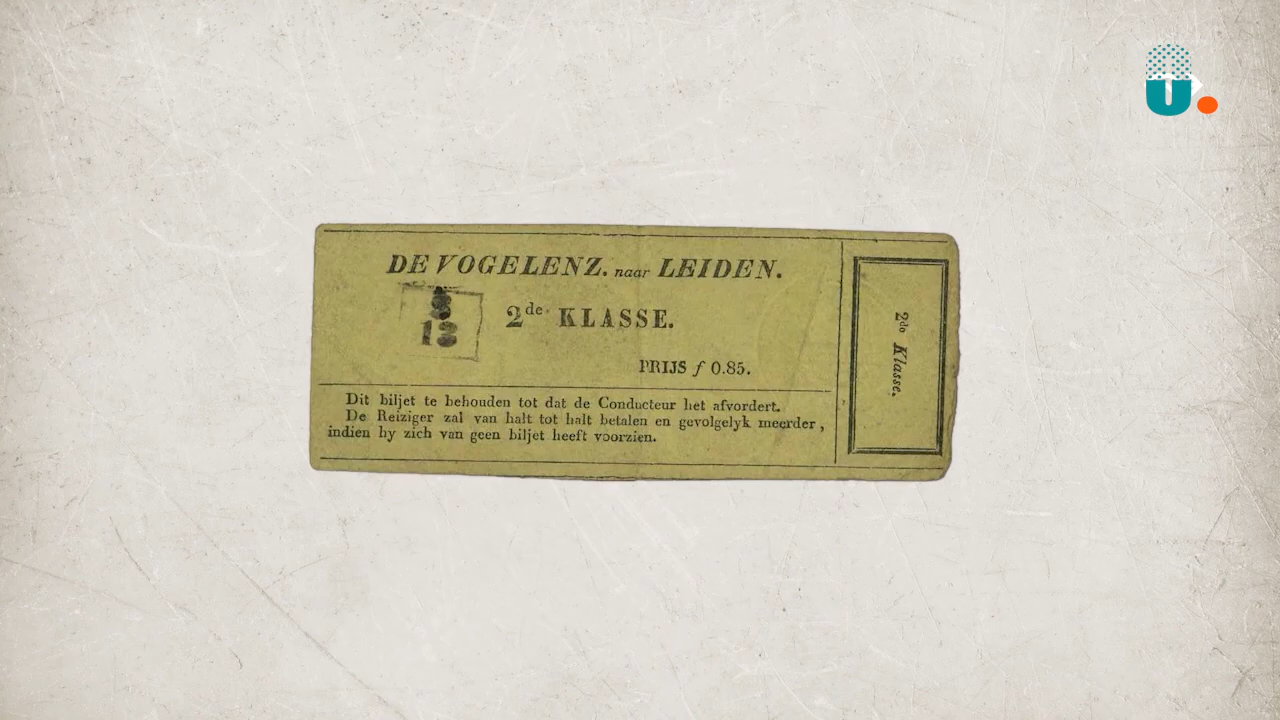 DE VOGELENZ. naar LEIDEN.
2de. KLASSE.
PRIJS ƒ 0.85.
Dit biljet te behouden tot dat de Conducteur het afvordert.
De Reiziger zal van halt tot halt betalen en gevolgelyk meerder,
indien hy zich van geen biljet heeft voorzien.
2de Klasse.
U.